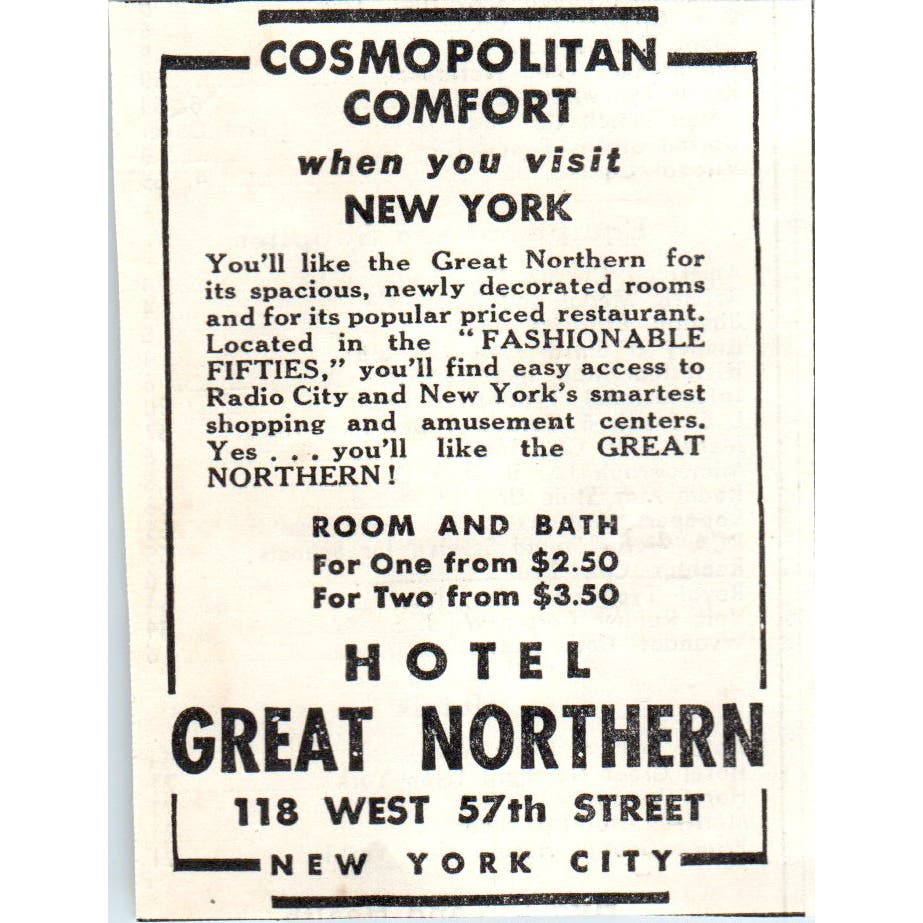 COSMOPOLITAN
COMFORT
when you visit
NEW YORK
You'll like the Great Northern for
its spacious, newly decorated rooms
and for its popular priced restaurant.
Located in the "FASHIONABLE
FIFTIES," you'll find easy access to
Radio City and New York's smartest
shopping and amusement centers.
Yes . . . you'll like the GREAT
NORTHERN!
ROOM AND BATH
For One from $2.50
For Two from $3.50
HOTEL
GREAT NORTHERN
118 WEST 57th STREET
NEW YORK CITY